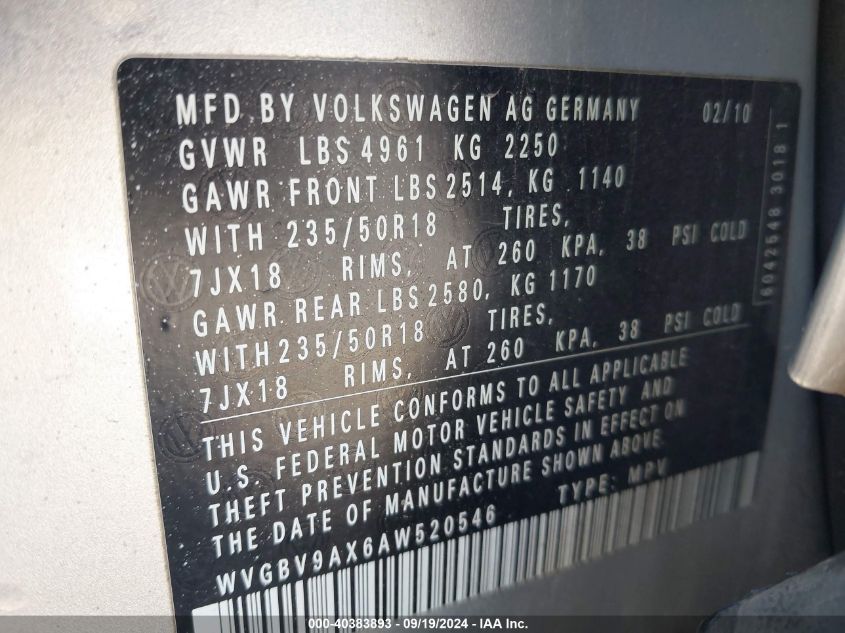 MFD BY VOLKSWAGEN AG GERMANY 02/10
GVWR LBS 4961 KG 2250
GAWR FRONT LBS 2514, KG 1140
WITH 235/50R18 TIRES,
7JX18 RIMS, AT 260 KPA, 38 PSI COLD
GAWR REAR LBS 2580, KG 1170
WITH 235/50R18 TIRES,
7JX18 RIMS, AT 260 KPA, 38 PSI COLD
THIS VEHICLE CONFORMS TO ALL APPLICABLE
U.S. FEDERAL MOTOR VEHICLE SAFETY AND
THEFT PREVENTION STANDARDS IN EFFECT ON
THE DATE OF MANUFACTURE SHOWN ABOVE.
WVGBV9AX6AW520546 TYPE: MPV
6042548 3018 1
000-40383893 - 09/19/2024 - IAA Inc.